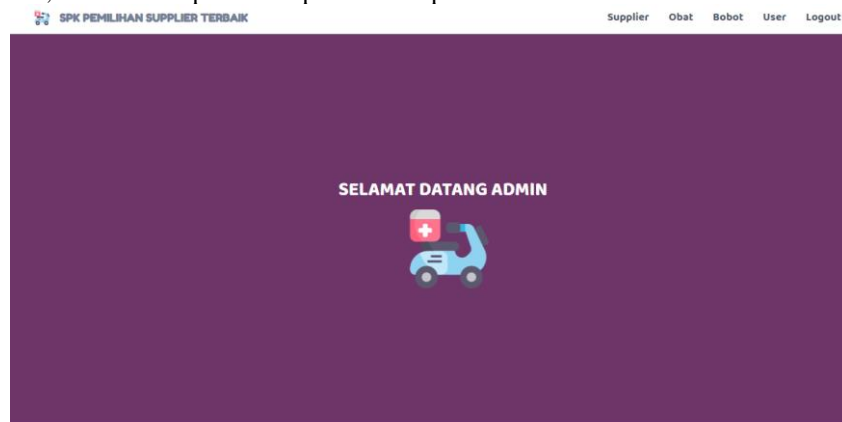 SPK PEMILIHAN SUPPLIER TERBAIK
Supplier Obat Bobot User Logout
SELAMAT DATANG ADMIN